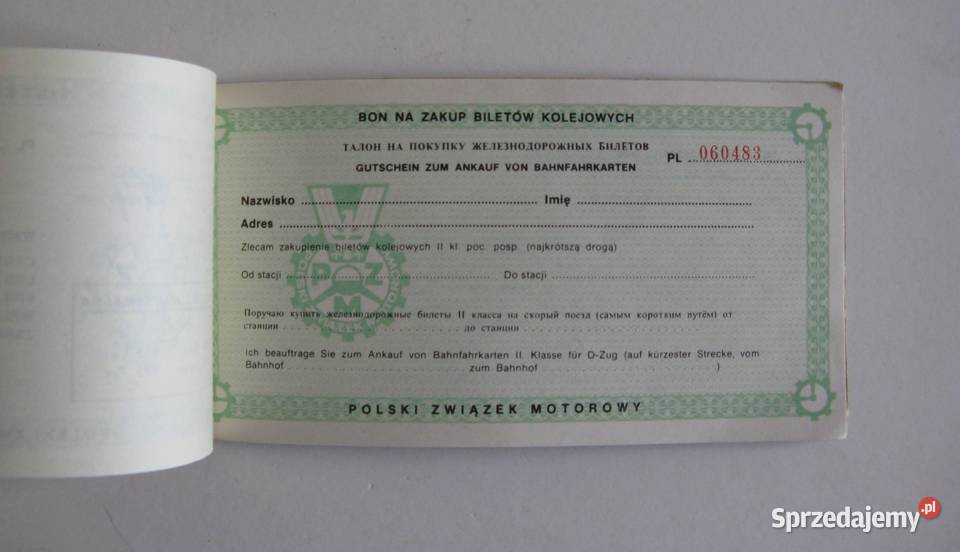 BON NA ZAKUP BILETÓW KOLEJOWYCH
ТАЛОН НА ПОКУПКУ ЖЕЛЕЗНОДОРОЖНЫХ БИЛЁТОВ
GUTSCHEIN ZUM ANKAUF VON BAHNFAHRKARTEN
PL 060483
Nazwisko Imię
Adres
Zlecam zakupienie biletów kolejowych II kl. poc. posp. (najkrótszą drogą)
Od stacji Do stacji
PZM
Поручаю купить железнодорожные билеты II класса на скорый поезд (самым коротким путём) от
станции до станции
Ich beauftrage Sie zum Ankauf von Bahnfahrkarten II. Klasse für D-Zug (auf kurzester Strecke, vom
Bahnhof zum Bahnhof )
POLSKI ZWIĄZEK MOTOROWY
Sprzedajemy.pl